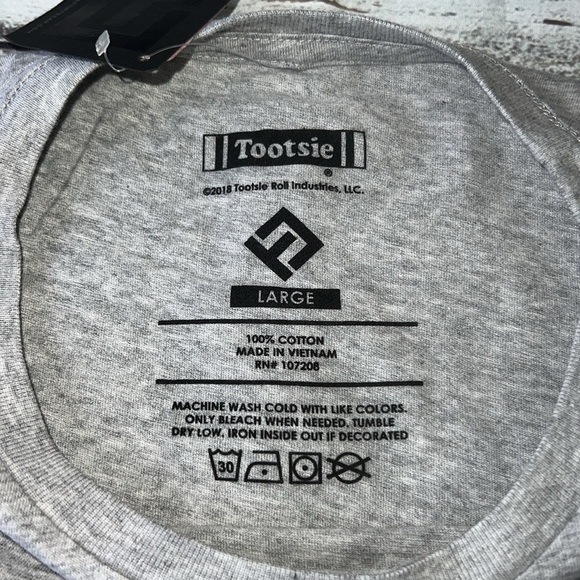 Tootsie
®
©2018 Tootsie Roll Industries, LLC.
LARGE
100% COTTON
MADE IN VIETNAM
RN# 107208
MACHINE WASH COLD WITH LIKE COLORS.
ONLY BLEACH WHEN NEEDED. TUMBLE
DRY LOW. IRON INSIDE OUT IF DECORATED
30